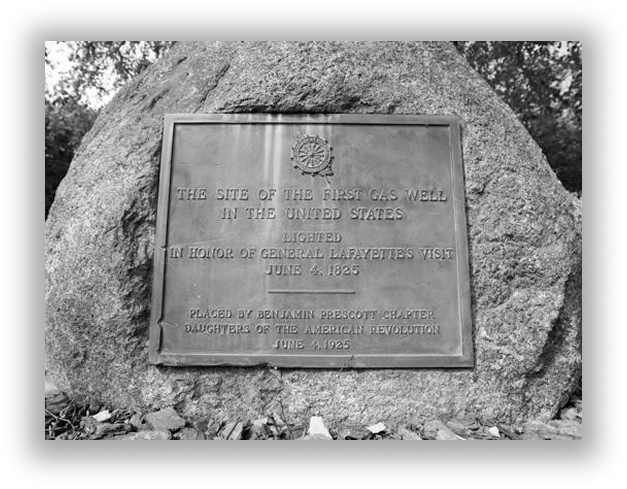 THE SITE OF THE FIRST GAS WELL
IN THE UNITED STATES
LIGHTED
IN HONOR OF GENERAL LAFAYETTE'S VISIT
JUNE 4, 1825
PLACED BY BENJAMIN PRESCOTT CHAPTER
DAUGHTERS OF THE AMERICAN REVOLUTION
JUNE 4, 1925